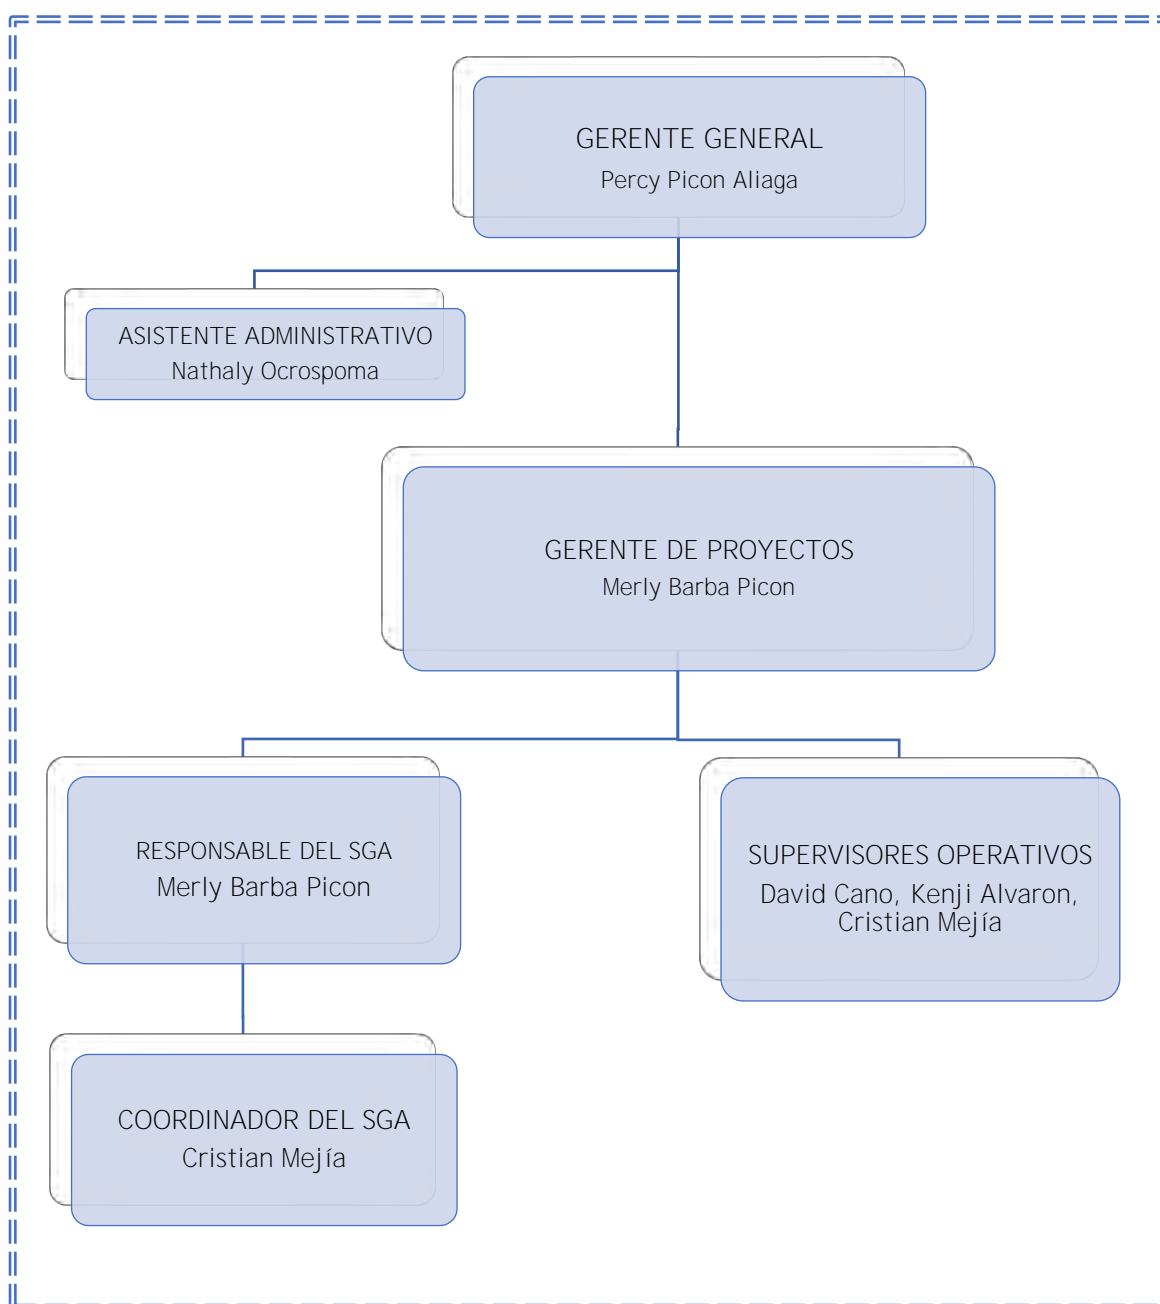 GERENTE GENERAL
Percy Picon Aliaga
ASISTENTE ADMINISTRATIVO
Nathaly Ocrospoma
GERENTE DE PROYECTOS
Merly Barba Picon
RESPONSABLE DEL SGA
Merly Barba Picon
SUPERVISORES OPERATIVOS
David Cano, Kenji Alvaron,
Cristian Mejía
COORDINADOR DEL SGA
Cristian Mejía